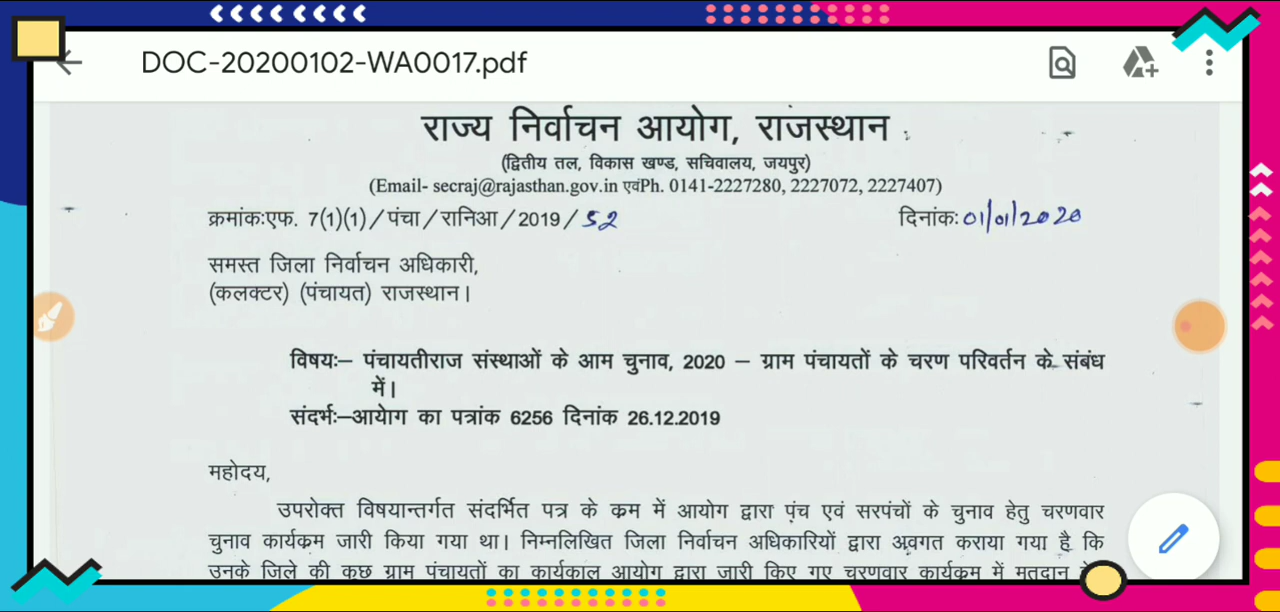 DOC-20200102-WA0017.pdf
राज्य निर्वाचन आयोग, राजस्थान
(द्वितीय तल, विकास खण्ड, सचिवालय, जयपुर)
(Email- secraj@rajasthan.gov.in एवंPh. 0141-2227280, 2227072, 2227407)
क्रमांकःएफ. 7(1)(1)/पंचा/रानिआ/2019/52 दिनांकः 01/01/2020
समस्त जिला निर्वाचन अधिकारी,
(कलक्टर) (पंचायत) राजस्थान।
विषयः– पंचायतीराज संस्थाओं के आम चुनाव, 2020 – ग्राम पंचायतों के चरण परिवर्तन के संबंध
में।
संदर्भः–आयेाग का पत्रांक 6256 दिनांक 26.12.2019
महोदय,
उपरोक्त विषयान्तर्गत संदर्भित पत्र के क्रम में आयोग द्वारा पंच एवं सरपंचों के चुनाव हेतु चरणवार
चुनाव कार्यक्रम जारी किया गया था। निम्नलिखित जिला निर्वाचन अधिकारियों द्वारा अवगत कराया गया है कि
उनके जिले की कुछ ग्राम पंचायतों का कार्यकाल आयोग द्वारा जारी किए गए चरणवार कार्यक्रम में मतदान